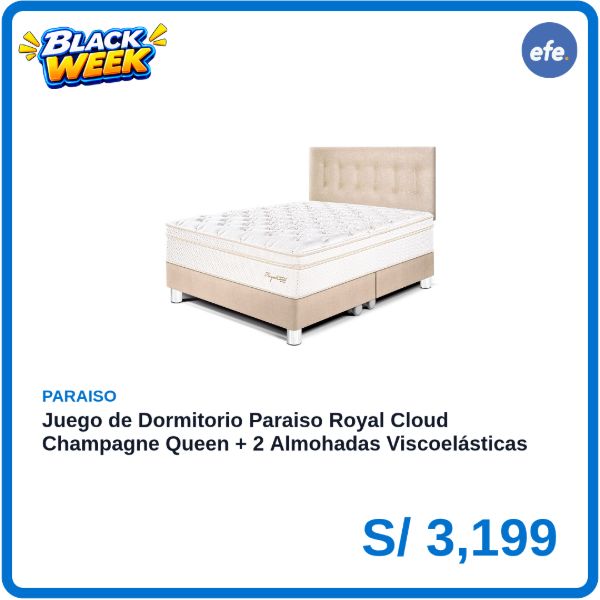 BLACK
WEEK
efe.
PARAISO
Juego de Dormitorio Paraiso Royal Cloud
Champagne Queen + 2 Almohadas Viscoelásticas
S/ 3,199